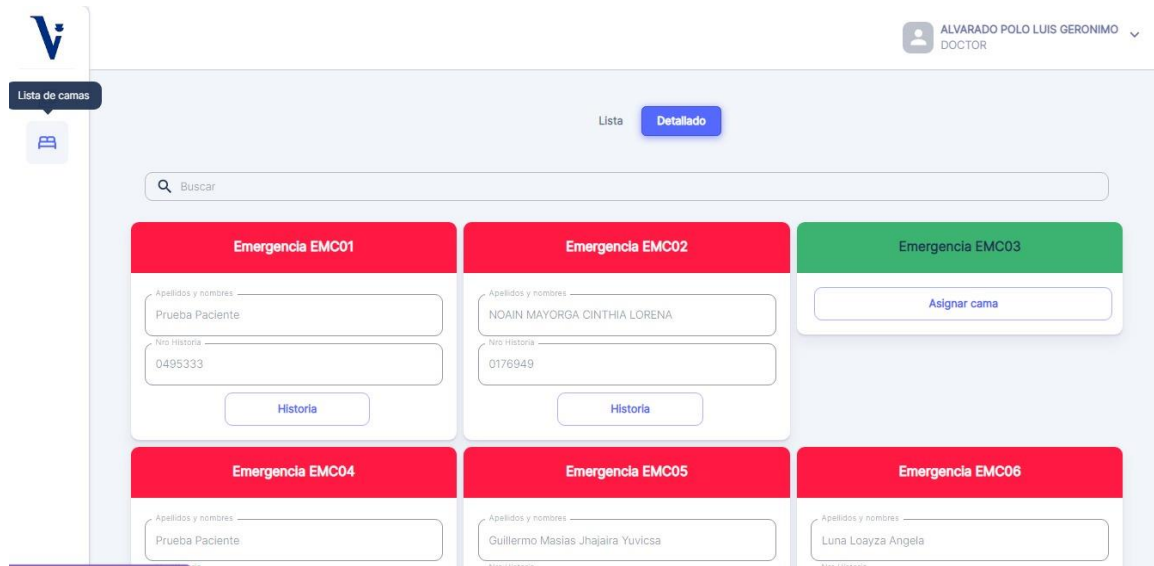 ALVARADO POLO LUIS GERONIMO
DOCTOR
Lista de camas
Lista Detallado
Buscar
Emergencia EMC01
Apellidos y nombres
Prueba Paciente
Nro Historia
0495333
Historia
Emergencia EMC02
Apellidos y nombres
NOAIN MAYORGA CINTHIA LORENA
Nro Historia
0176949
Historia
Emergencia EMC03
Asignar cama
Emergencia EMC04
Apellidos y nombres
Prueba Paciente
Emergencia EMC05
Apellidos y nombres
Guillermo Masias Jhajaira Yuvicsa
Emergencia EMC06
Apellidos y nombres
Luna Loayza Angela